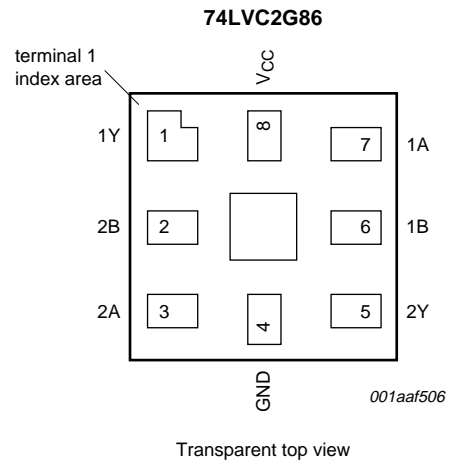 74LVC2G86
terminal 1
index area
VCC
1Y 1 8 7 1A
2B 2 6 1B
2A 3 4 5 2Y
GND
001aaf506
Transparent top view